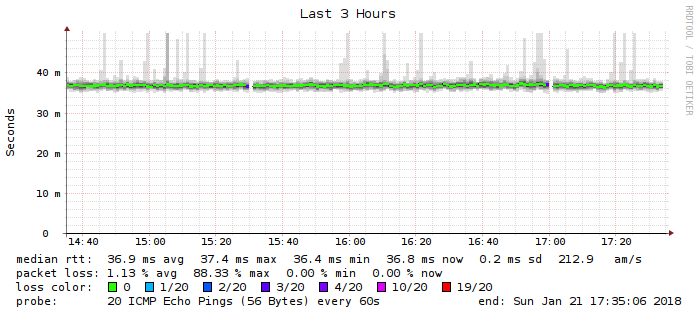 Last 3 Hours
RRDTOOL / TOBI OETIKER
Seconds
40 m
30 m
20 m
10 m
0
14:40 15:00 15:20 15:40 16:00 16:20 16:40 17:00 17:20
median rtt: 36.9 ms avg 37.4 ms max 36.4 ms min 36.8 ms now 0.2 ms sd 212.9 am/s
packet loss: 1.13 % avg 88.33 % max 0.00 % min 0.00 % now
loss color: 0 1/20 2/20 3/20 4/20 10/20 19/20
probe: 20 ICMP Echo Pings (56 Bytes) every 60s end: Sun Jan 21 17:35:06 2018